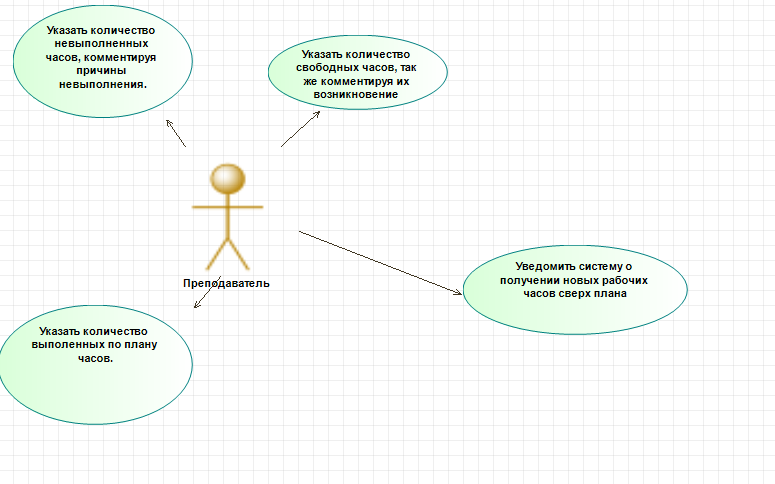 Указать количество
невыполненных
часов, комментируя
причины
невыполнения.
Указать количество
свободных часов, так
же комментируя их
возникновение
Преподаватель
Уведомить систему о
получении новых рабочих
часов сверх плана
Указать количество
выполенных по плану
часов.